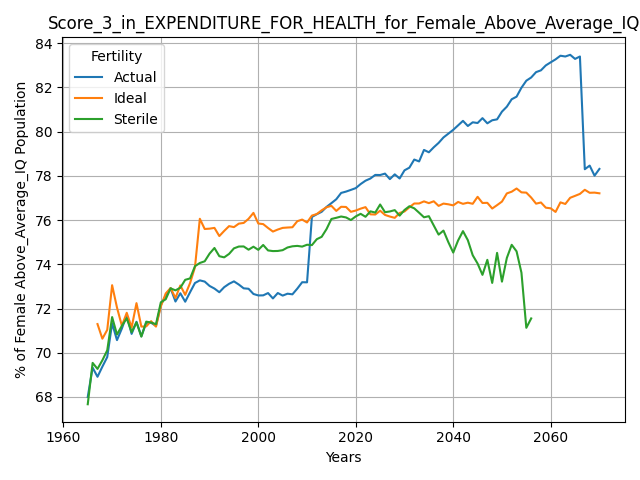 Score_3_in_EXPENDITURE_FOR_HEALTH_for_Female_Above_Average_IQ
% of Female Above_Average_IQ Population
84
82
80
78
76
74
72
70
68
Fertility
Actual
Ideal
Sterile
1960
1980
2000
2020
2040
2060
Years